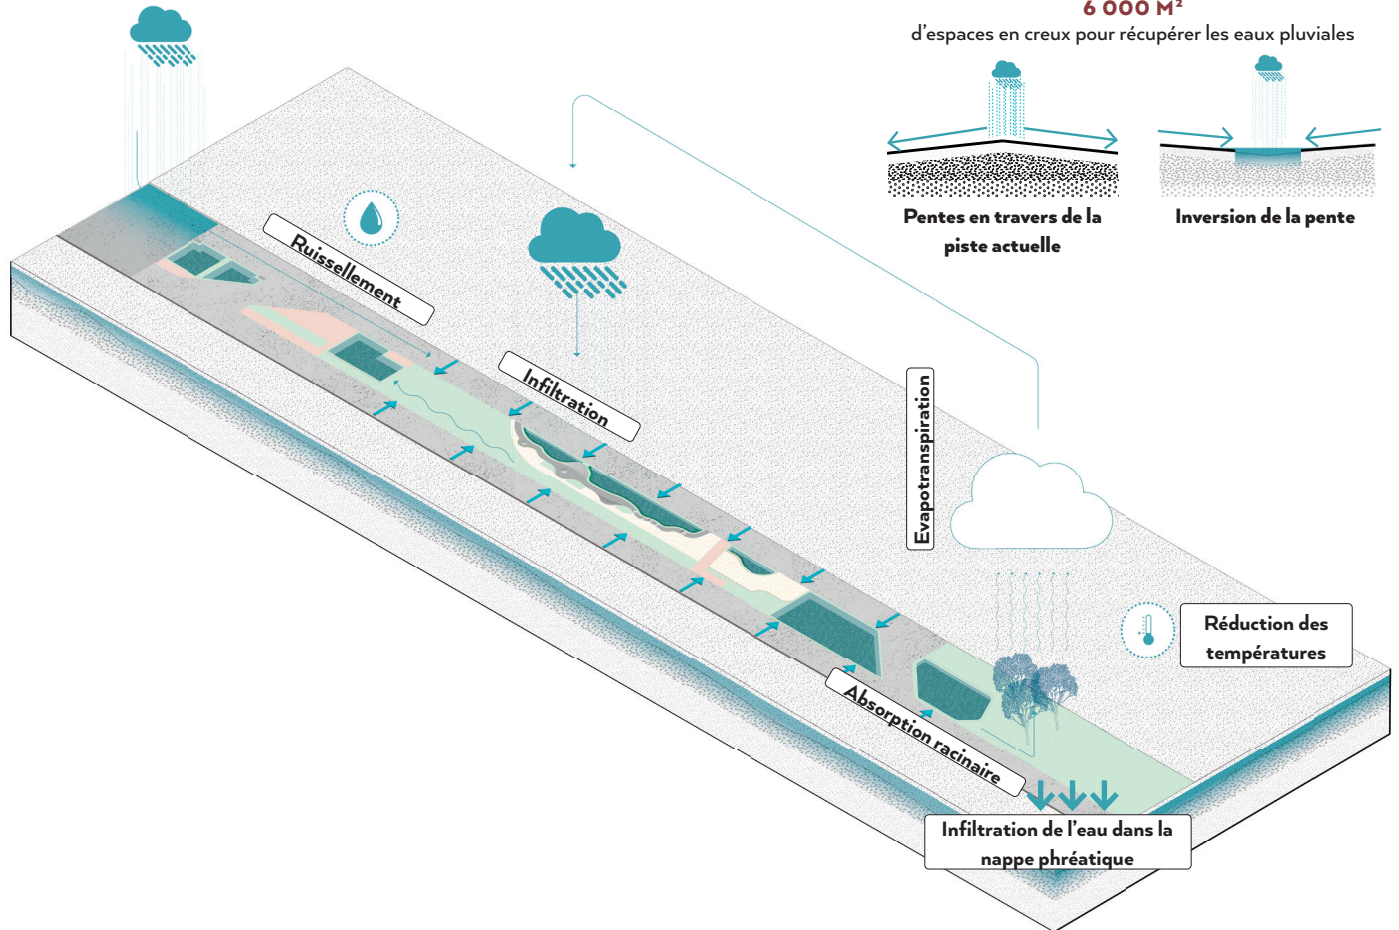 6 000 M²
d'espaces en creux pour récupérer les eaux pluviales
Pentes en travers de la
piste actuelle
Inversion de la pente
Ruissellement
Infiltration
Evapotranspiration
Réduction des
températures
Absorption racinaire
Infiltration de l'eau dans la
nappe phréatique